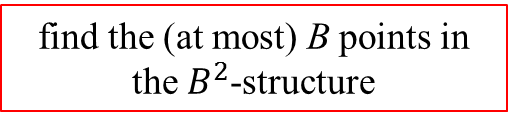 find the (at most) B points in
the B²-structure